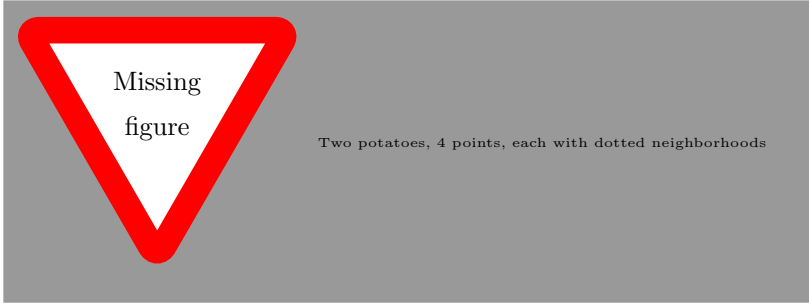 Missing
figure
Two potatoes, 4 points, each with dotted neighborhoods